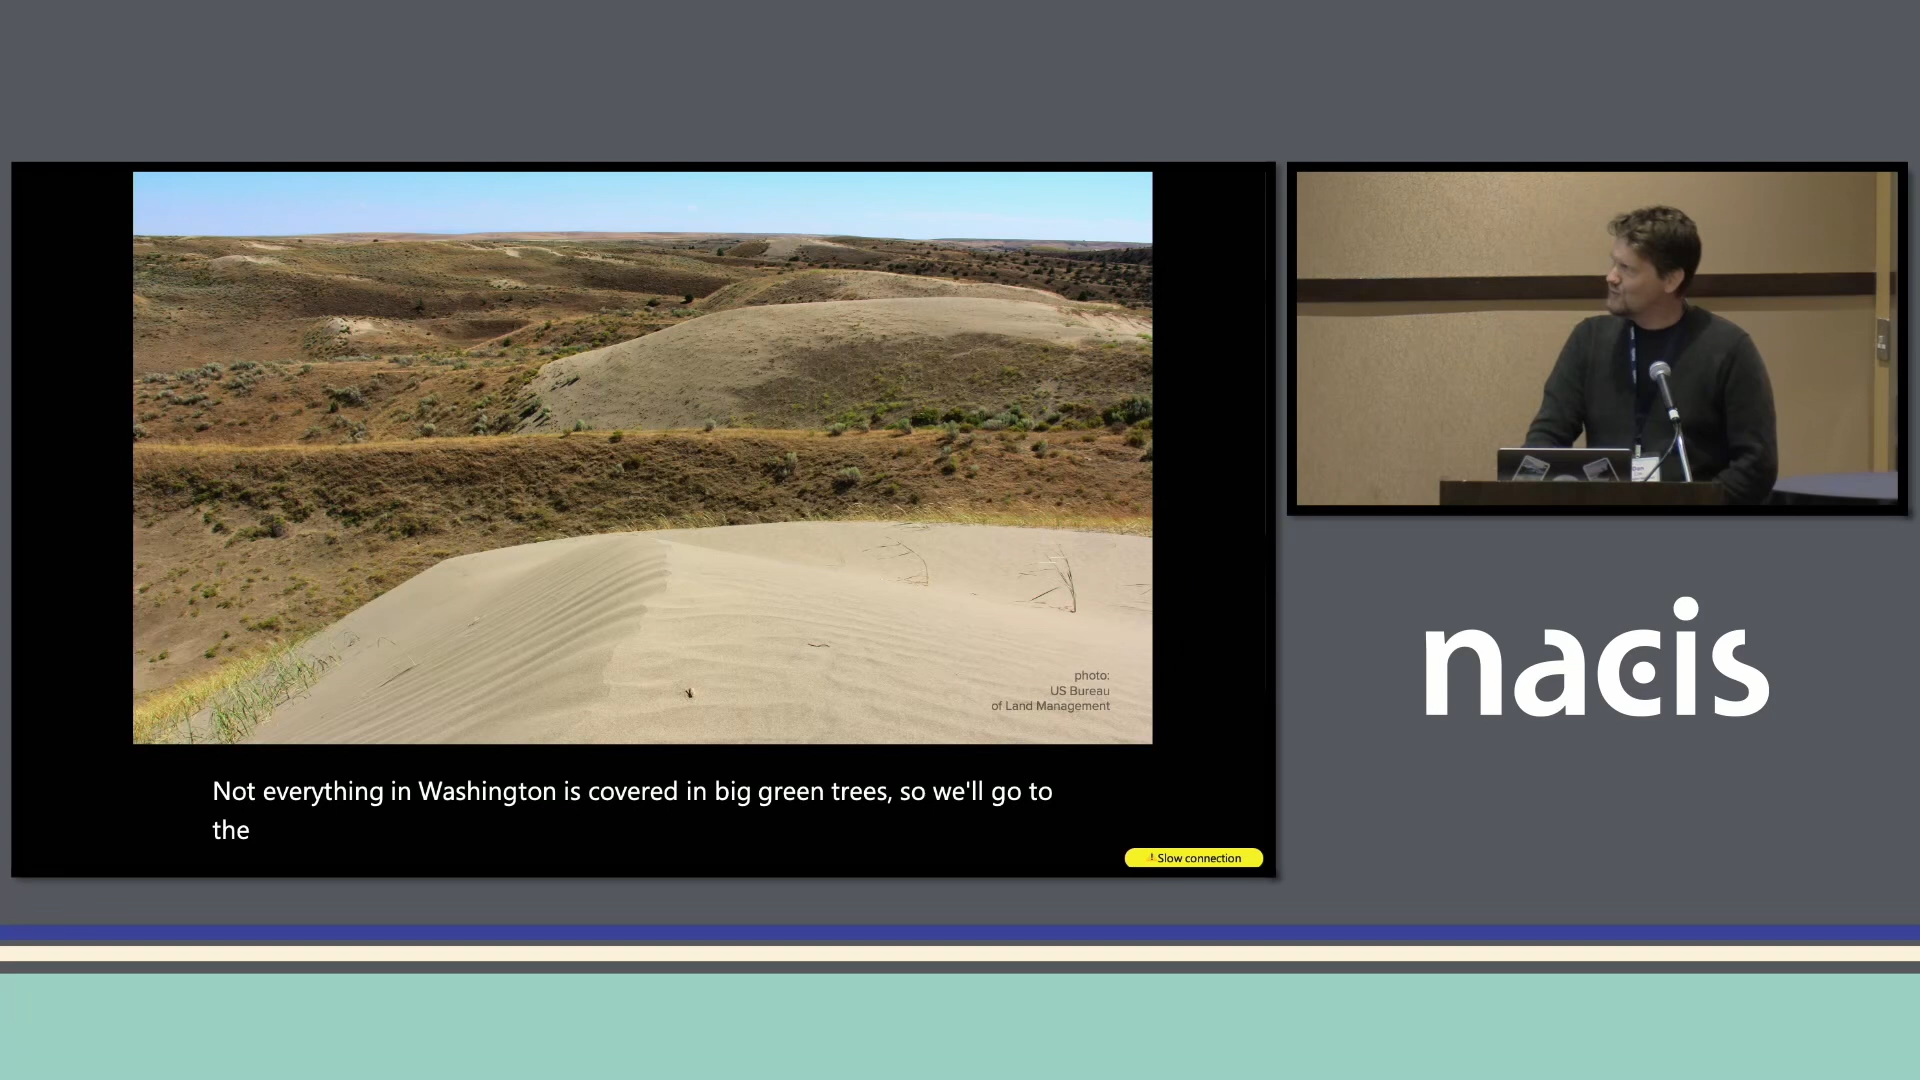 photo:
US Bureau
of Land Management
Not everything in Washington is covered in big green trees, so we'll go to
the
Slow connection
nacis